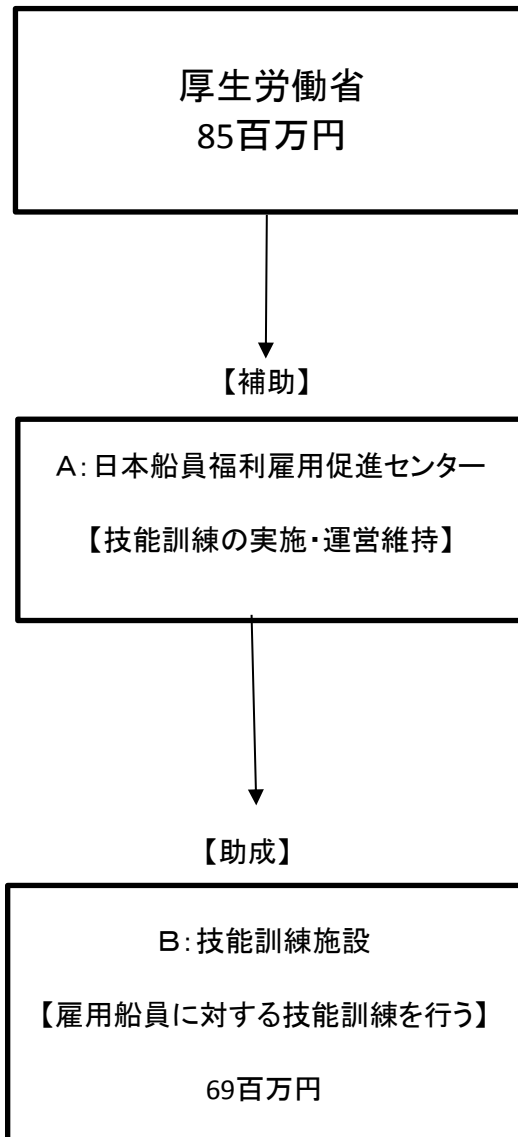 厚生労働省
85百万円
【補助】
A：日本船員福利雇用促進センター
【技能訓練の実施・運営維持】
【助成】
B：技能訓練施設
【雇用船員に対する技能訓練を行う】
69百万円